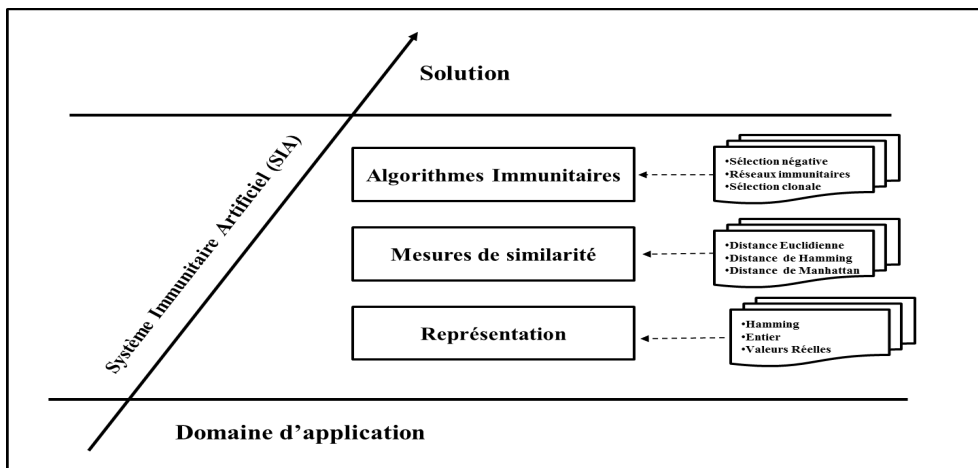 Solution
Système Immunitaire Artificiel (SIA)
Algorithmes Immunitaires
•Sélection négative
•Réseaux immunitaires
•Sélection clonale
Mesures de similarité
•Distance Euclidienne
•Distance de Hamming
•Distance de Manhattan
Représentation
•Hamming
•Entier
•Valeurs Réelles
Domaine d’application